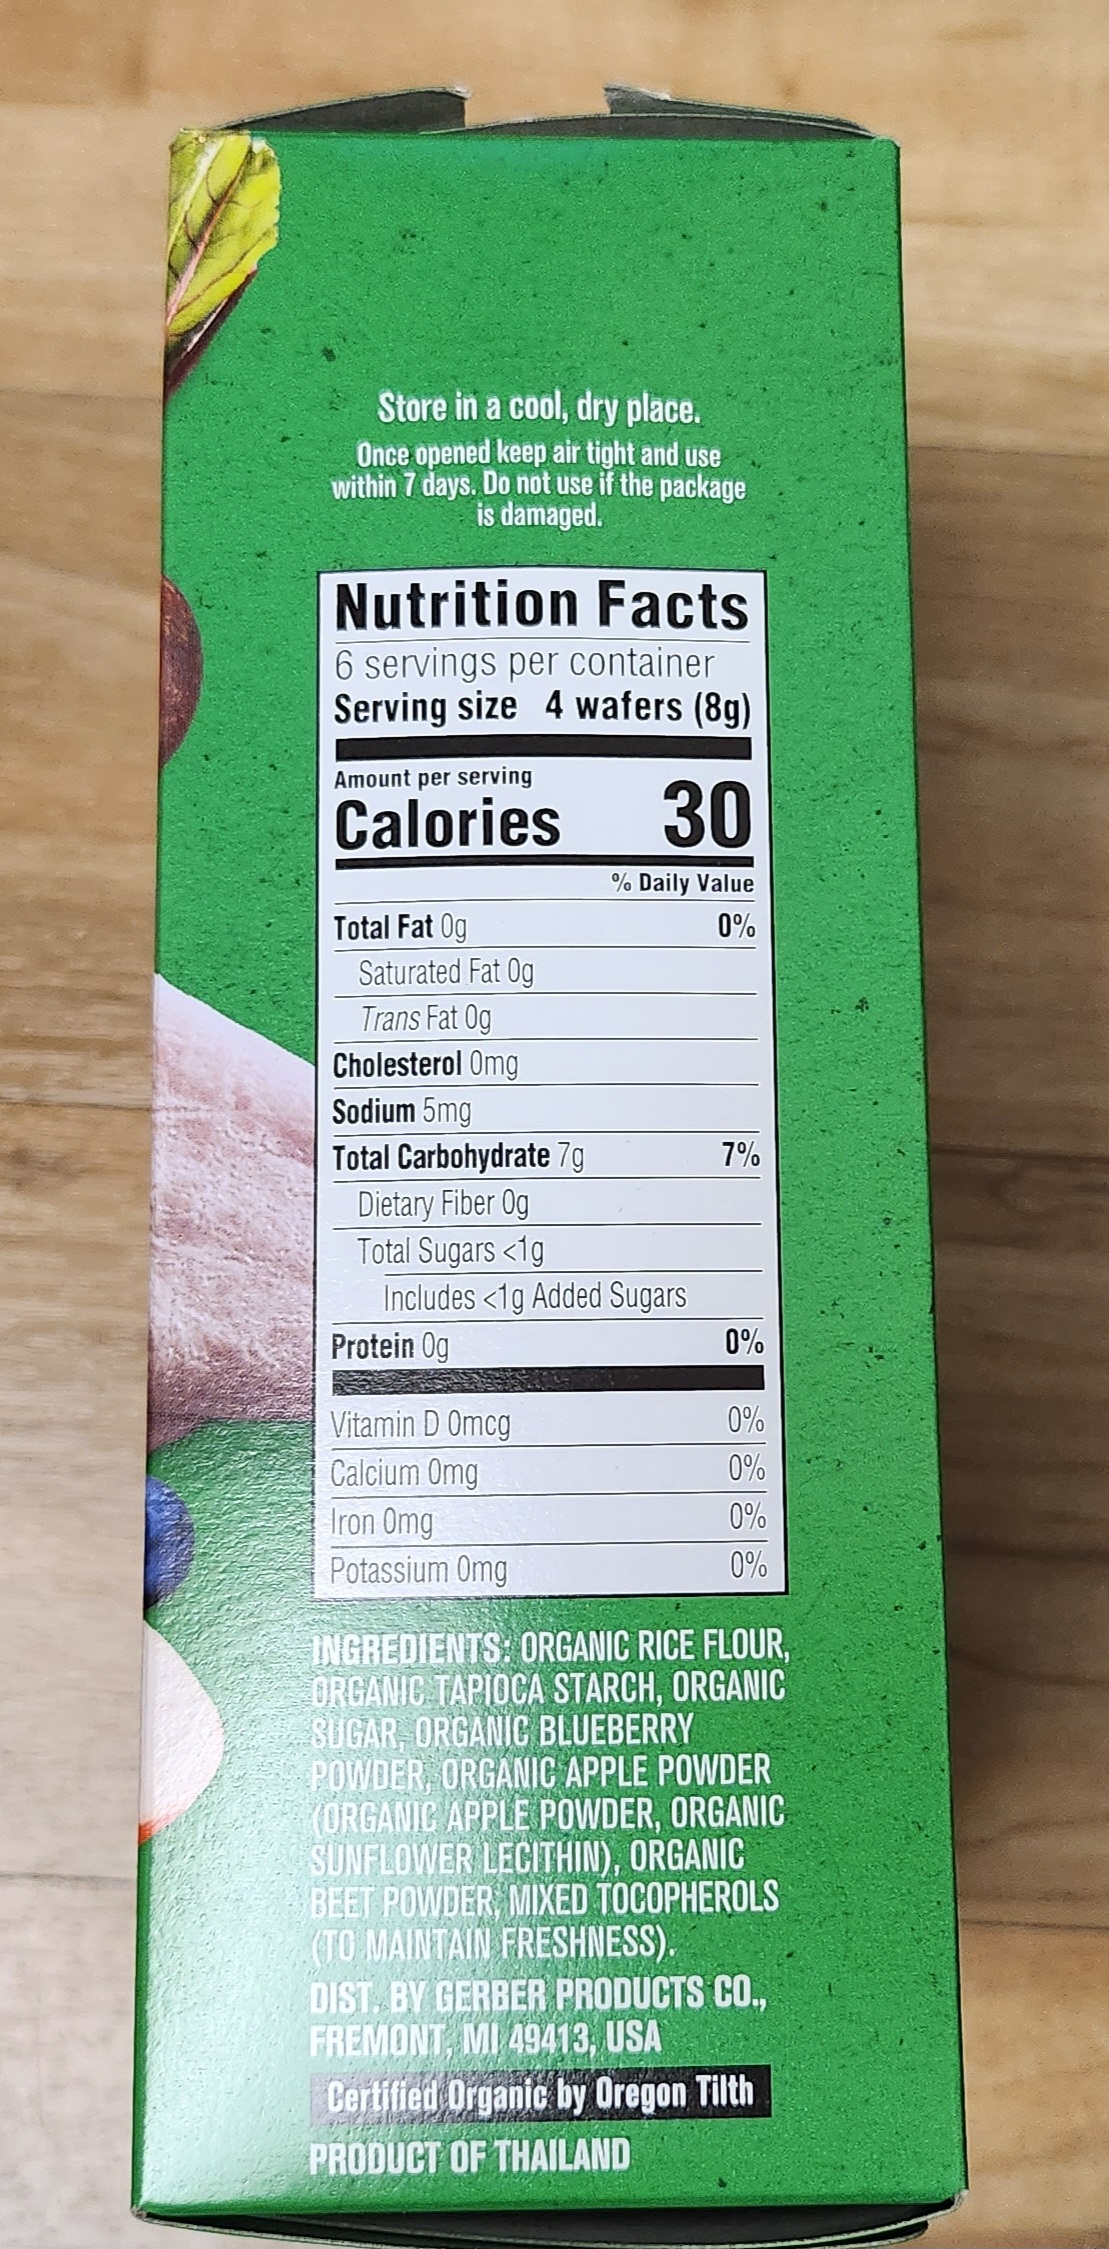 Store in a cool, dry place.
Once opened keep air tight and use
within 7 days. Do not use if the package
is damaged.
Nutrition Facts
6 servings per container
Serving size 4 wafers (8g)
Amount per serving
Calories 30
% Daily Value
Total Fat 0g 0%
Saturated Fat 0g
Trans Fat 0g
Cholesterol 0mg
Sodium 5mg
Total Carbohydrate 7g 7%
Dietary Fiber 0g
Total Sugars <1g
Includes <1g Added Sugars
Protein 0g 0%
Vitamin D 0mcg 0%
Calcium 0mg 0%
Iron 0mg 0%
Potassium 0mg 0%
INGREDIENTS: ORGANIC RICE FLOUR,
ORGANIC TAPIOCA STARCH, ORGANIC
SUGAR, ORGANIC BLUEBERRY
POWDER, ORGANIC APPLE POWDER
(ORGANIC APPLE POWDER, ORGANIC
SUNFLOWER LECITHIN), ORGANIC
BEET POWDER, MIXED TOCOPHEROLS
(TO MAINTAIN FRESHNESS).
DIST. BY GERBER PRODUCTS CO.,
FREMONT, MI 49413, USA
Certified Organic by Oregon Tilth
PRODUCT OF THAILAND